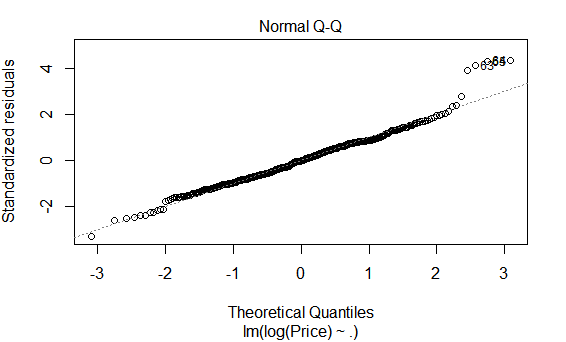 Normal Q-Q
Standardized residuals
4
2
0
-2
-3
-2
-1
0
1
2
3
Theoretical Quantiles
lm(log(Price) ~ .)